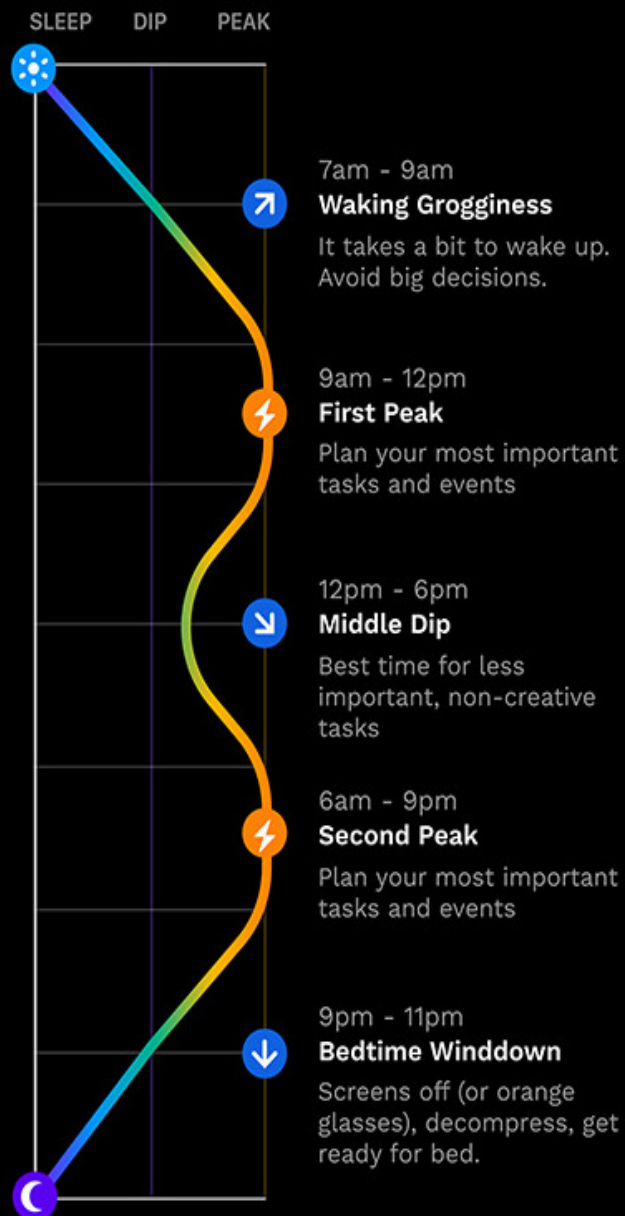 SLEEP DIP PEAK
7am - 9am
Waking Grogginess
It takes a bit to wake up.
Avoid big decisions.
9am - 12pm
First Peak
Plan your most important
tasks and events
12pm - 6pm
Middle Dip
Best time for less
important, non-creative
tasks
6am - 9pm
Second Peak
Plan your most important
tasks and events
9pm - 11pm
Bedtime Winddown
Screens off (or orange
glasses), decompress, get
ready for bed.